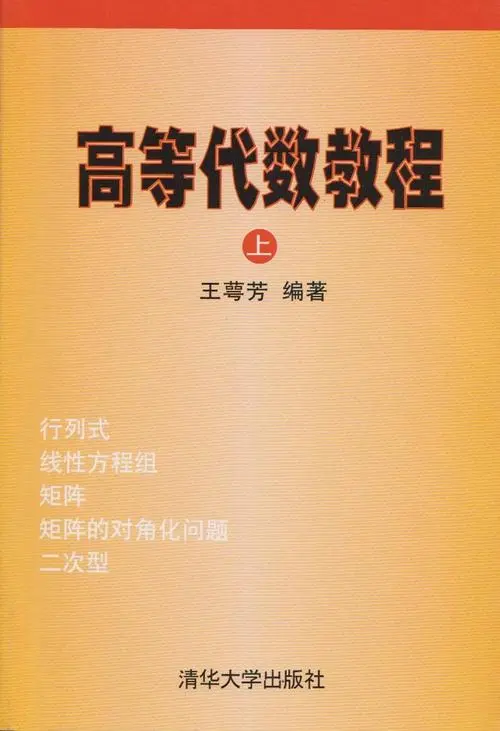 高等代数教程
上
王萼芳 编著
行列式
线性方程组
矩阵
矩阵的对角化问题
二次型
清华大学出版社